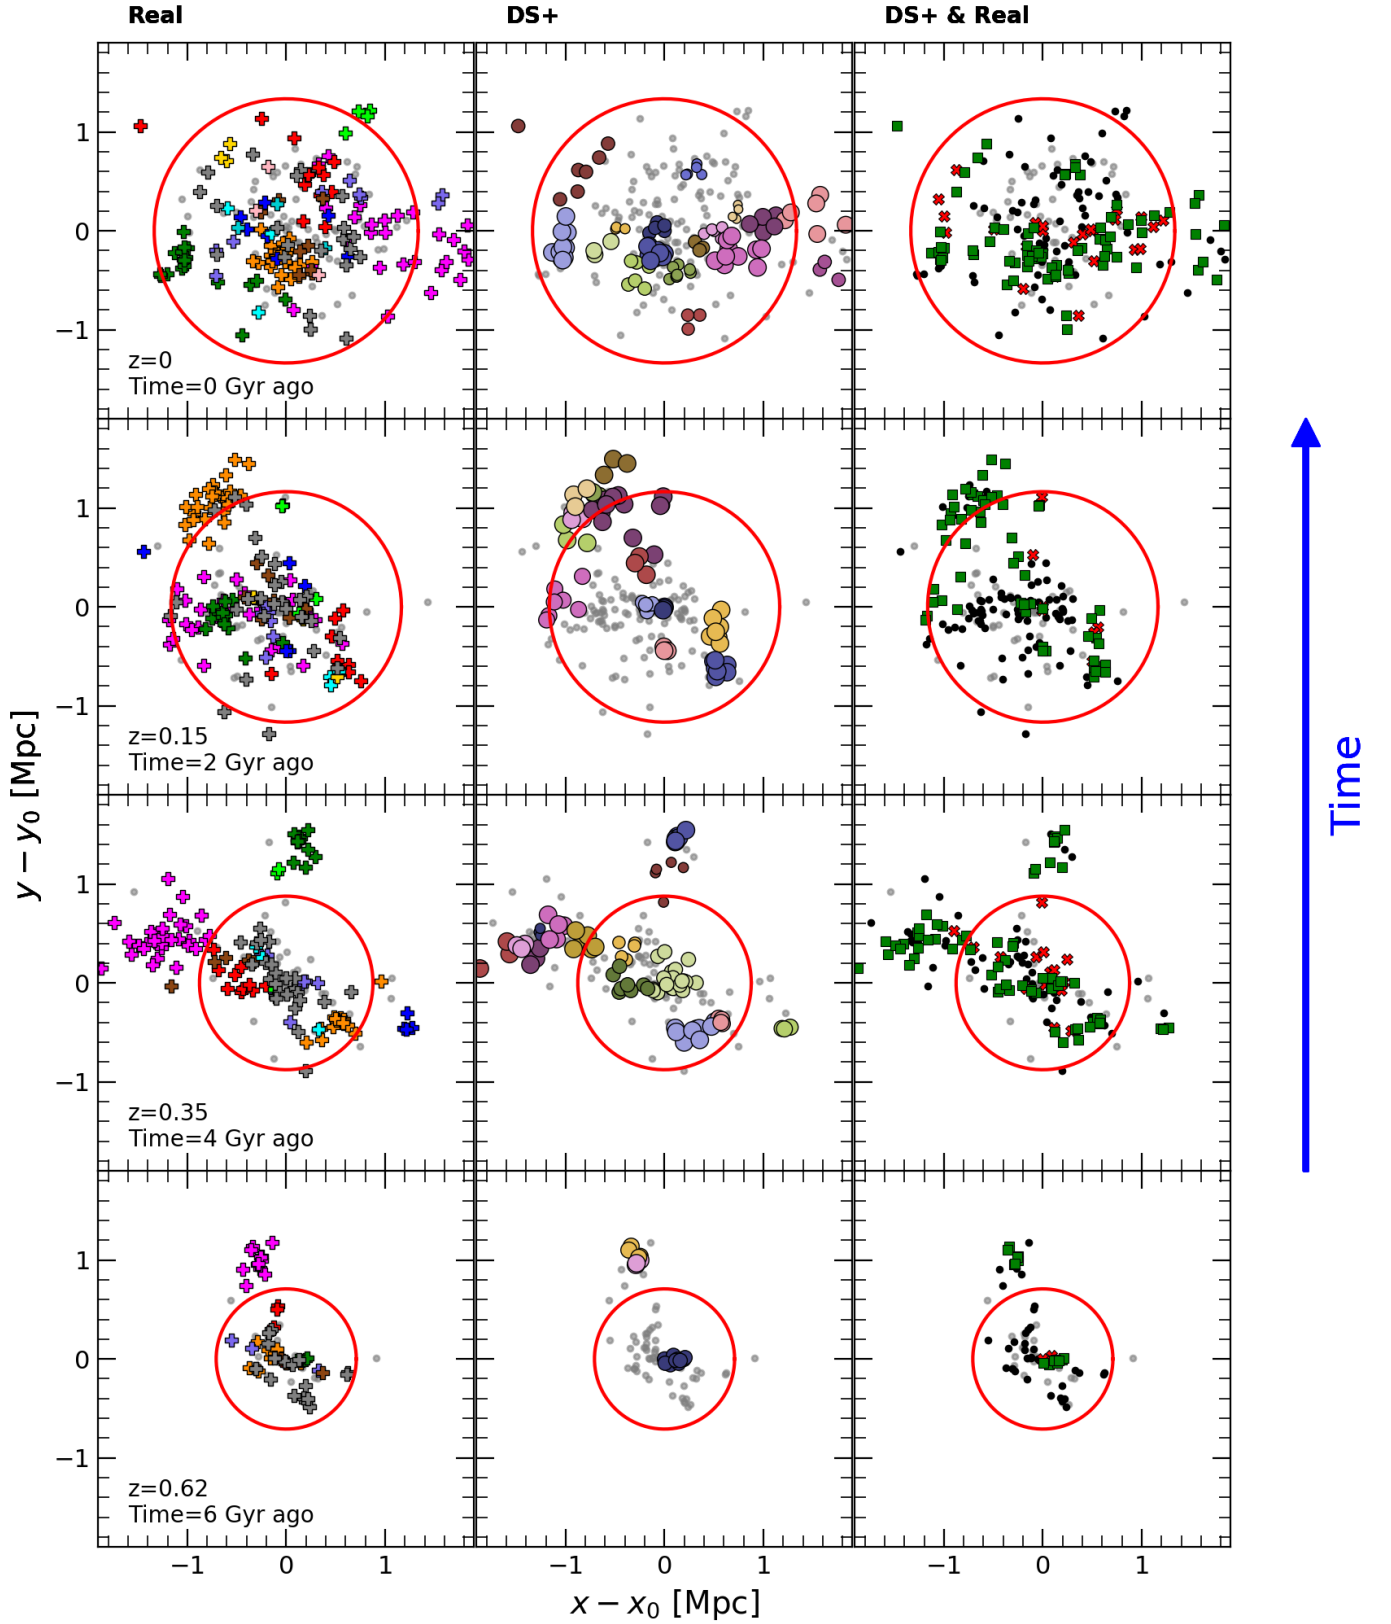 Real DS+ DS+ & Real
1
0
−1
z=0
Time=0 Gyr ago
1
0
−1
z=0.15
Time=2 Gyr ago
y − y0 [Mpc]
Time
1
0
−1
z=0.35
Time=4 Gyr ago
1
0
−1
z=0.62
Time=6 Gyr ago
−1 0 1 −1 0 1 −1 0 1
x − x0 [Mpc]